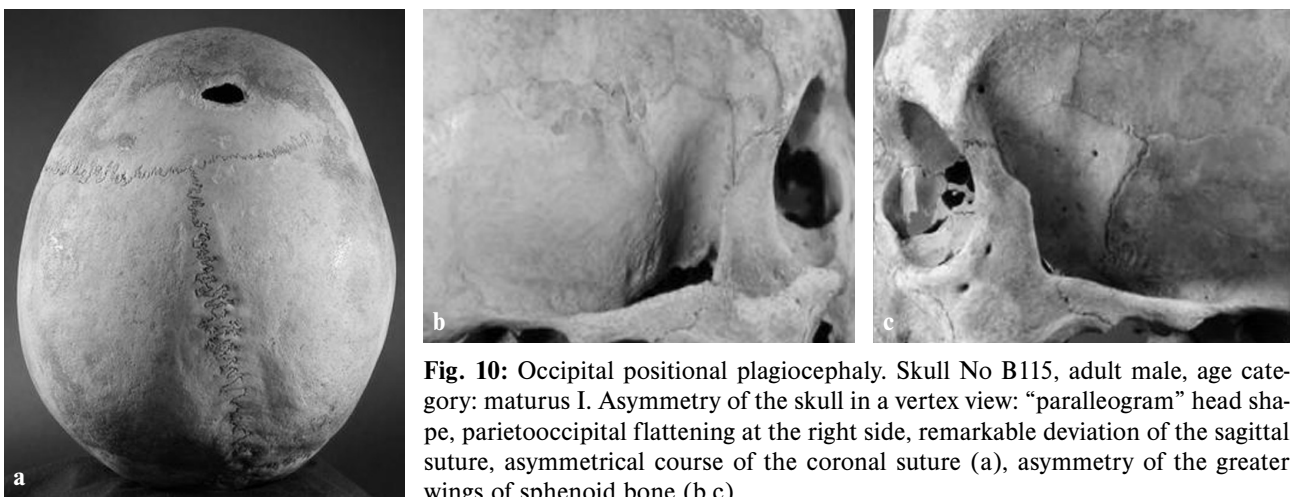 a
b
c
Fig. 10: Occipital positional plagiocephaly. Skull No B115, adult male, age cate-
gory: maturus I. Asymmetry of the skull in a vertex view: “paralleogram” head sha-
pe, parietooccipital flattening at the right side, remarkable deviation of the sagittal
suture, asymmetrical course of the coronal suture (a), asymmetry of the greater
wings of sphenoid bone (b,c)